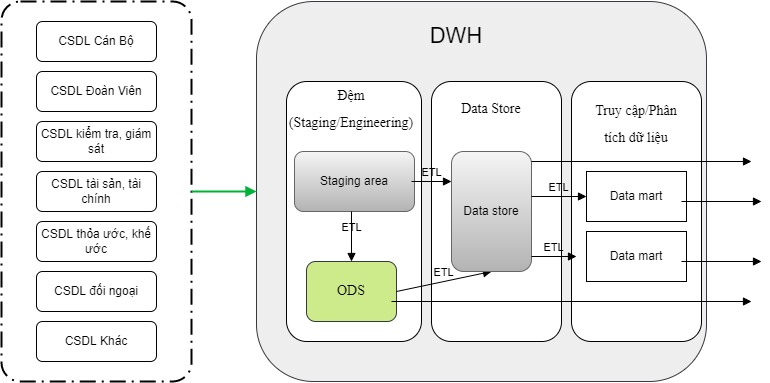 CSDL Cán Bộ
CSDL Đoàn Viên
CSDL kiểm tra, giám
sát
CSDL tài sản, tài
chính
CSDL thỏa ước, khế
ước
CSDL đối ngoại
CSDL Khác
DWH
Đệm
(Staging/Engineering)
Staging area
ETL
ETL
ODS
ETL
Data Store
Data store
ETL
ETL
Truy cập/Phân
tích dữ liệu
Data mart
Data mart